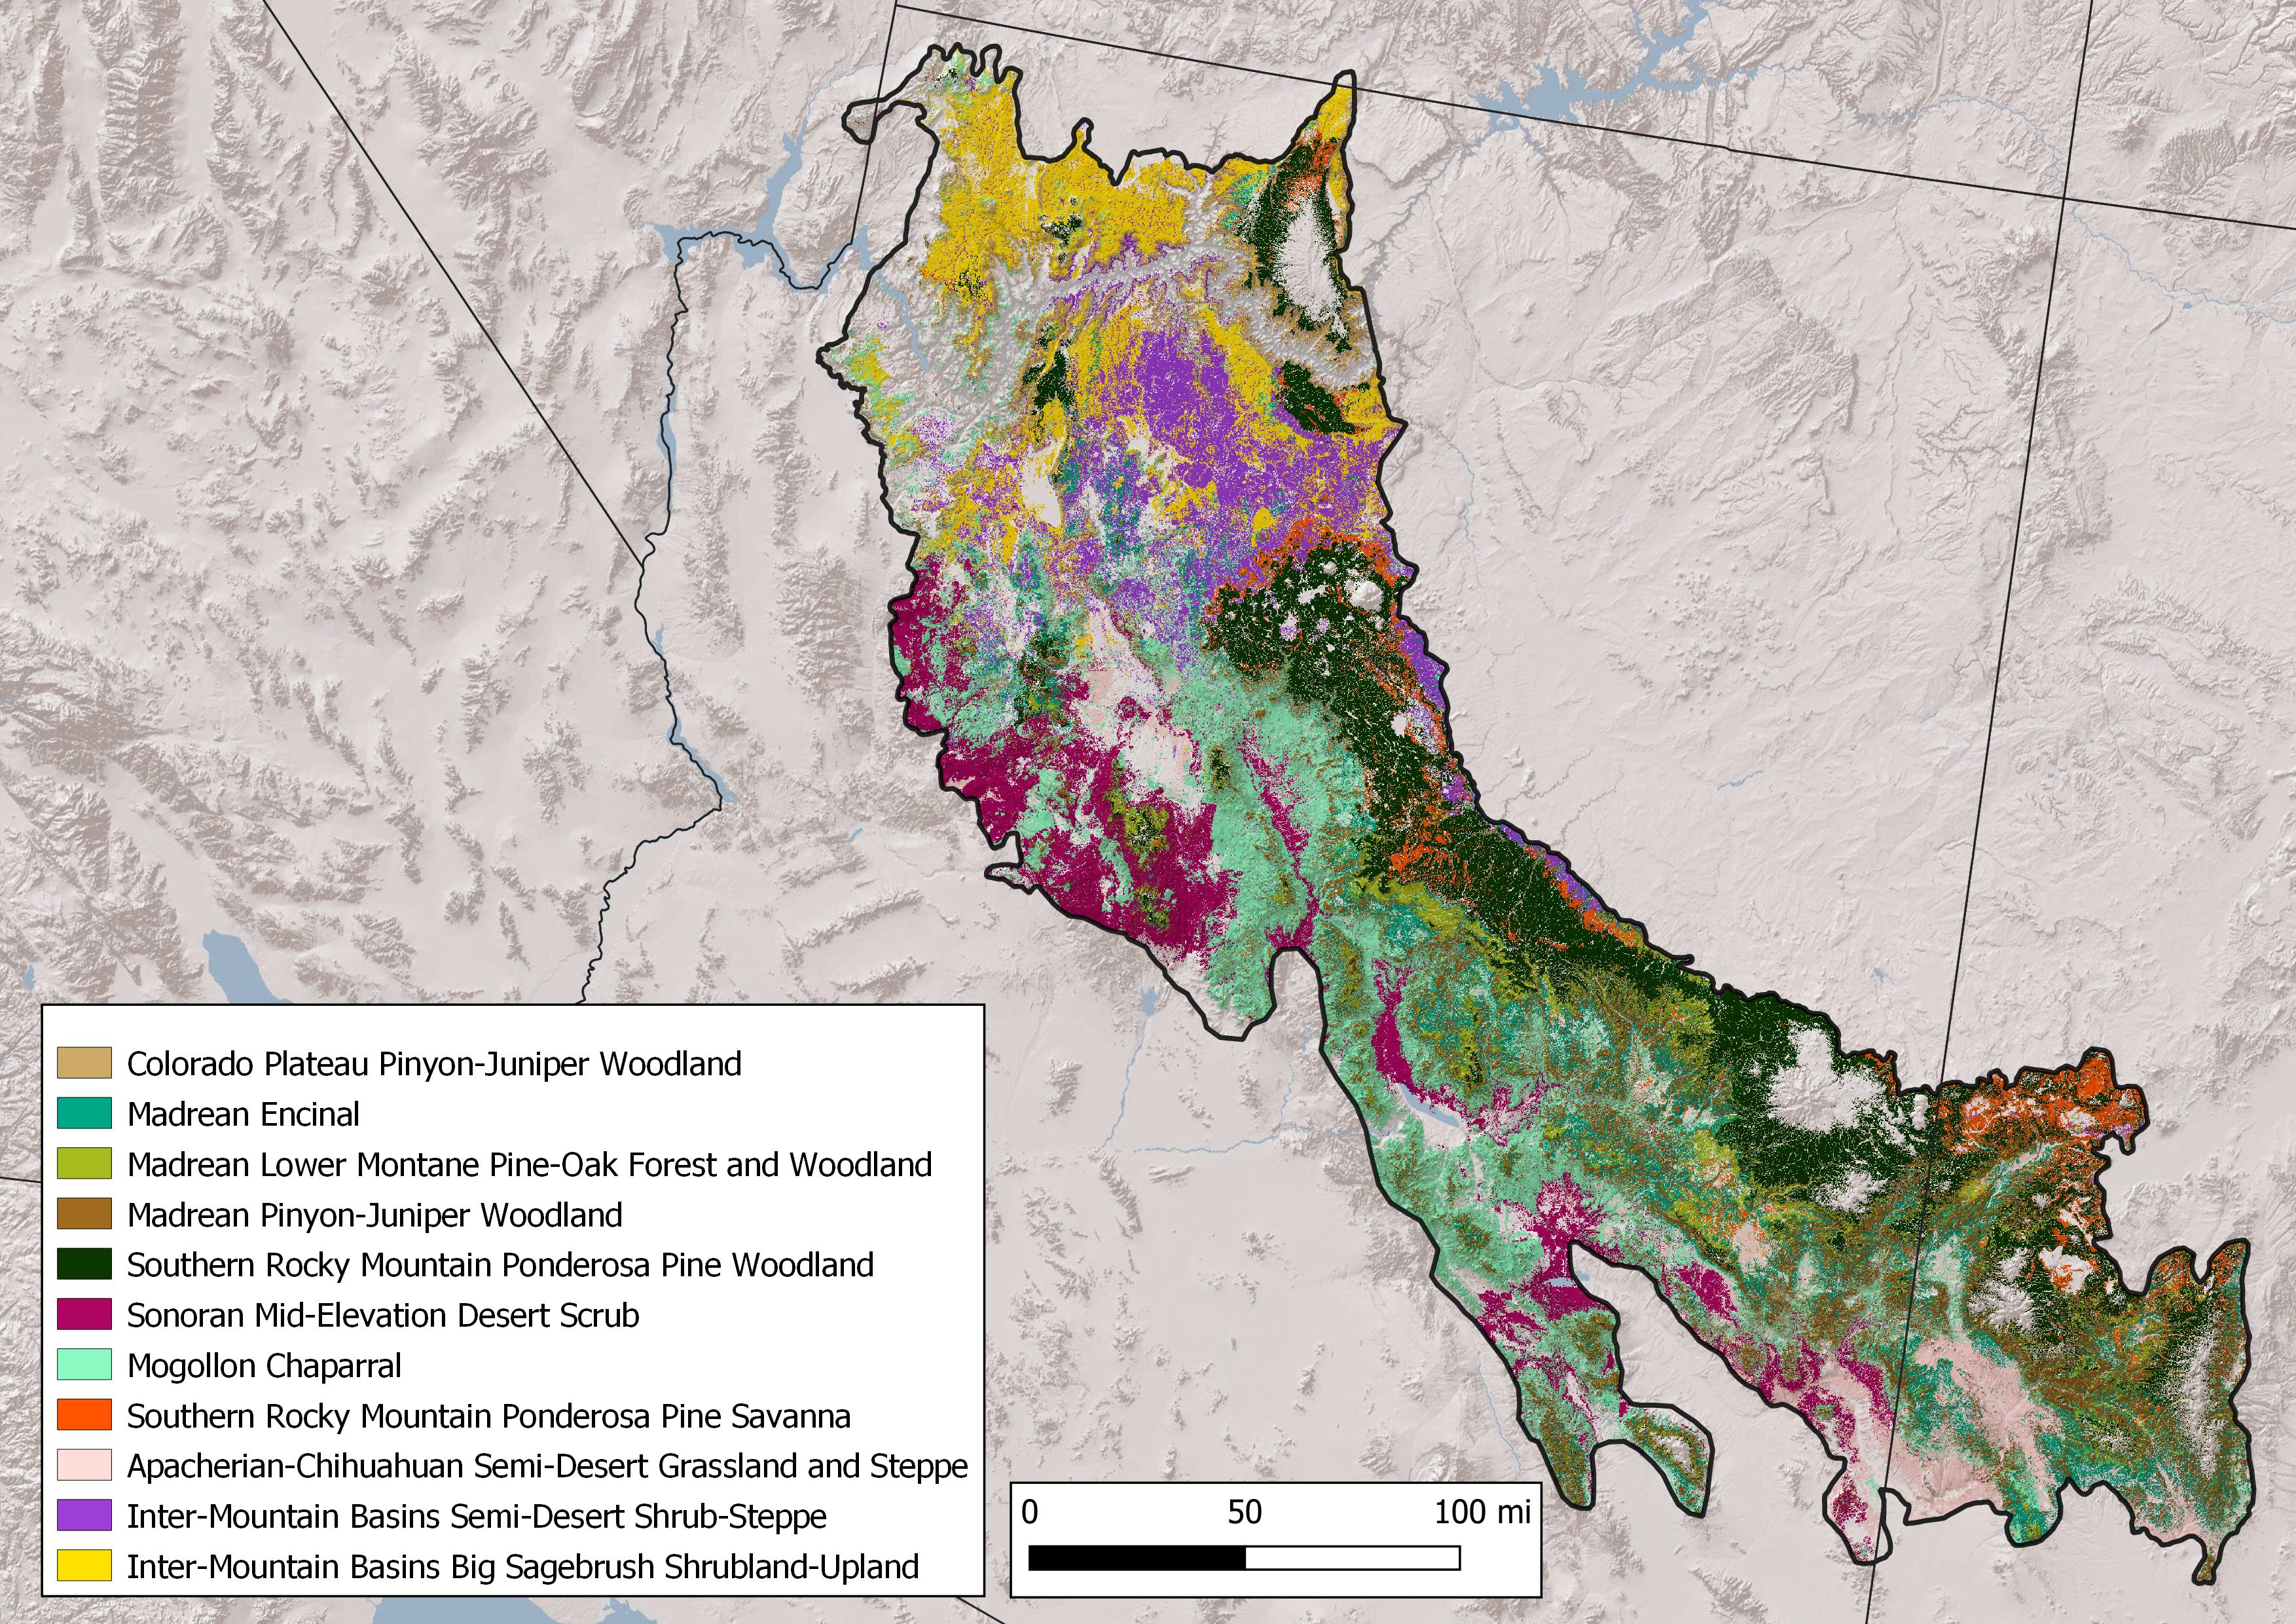 Colorado Plateau Pinyon-Juniper Woodland
Madrean Encinal
Madrean Lower Montane Pine-Oak Forest and Woodland
Madrean Pinyon-Juniper Woodland
Southern Rocky Mountain Ponderosa Pine Woodland
Sonoran Mid-Elevation Desert Scrub
Mogollon Chaparral
Southern Rocky Mountain Ponderosa Pine Savanna
Apacherian-Chihuahuan Semi-Desert Grassland and Steppe
Inter-Mountain Basins Semi-Desert Shrub-Steppe
Inter-Mountain Basins Big Sagebrush Shrubland-Upland
0 50 100 mi